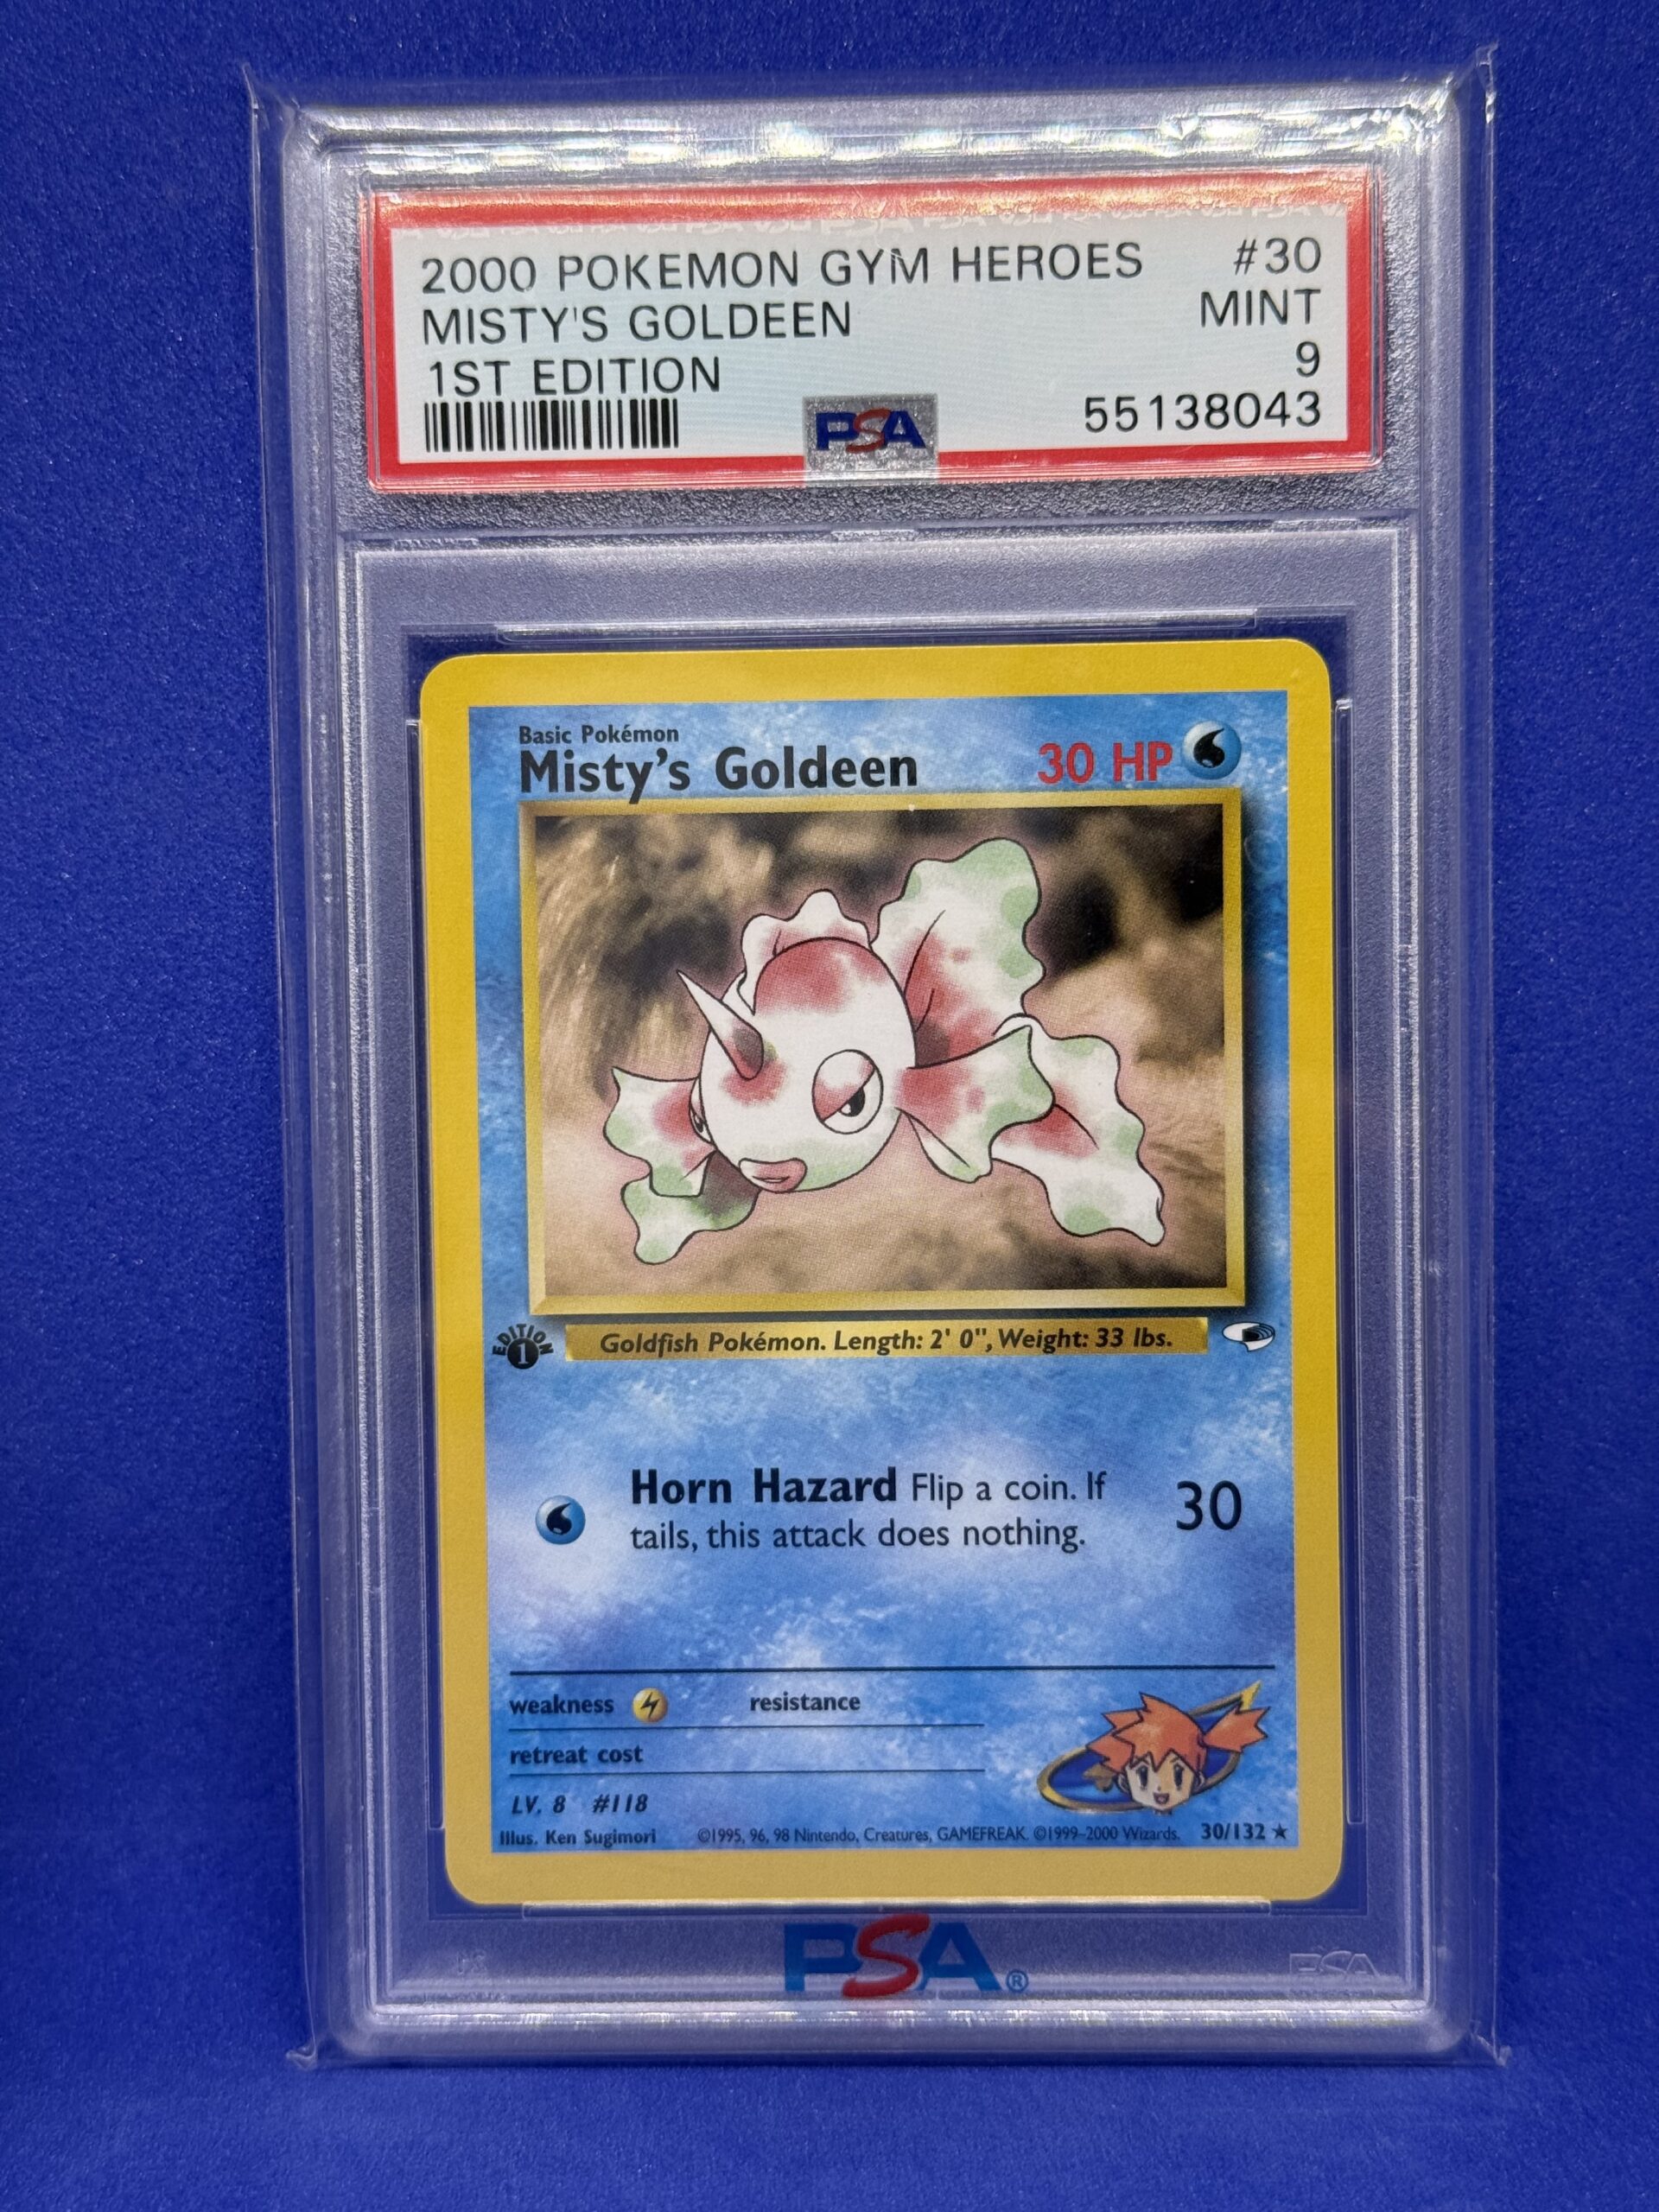 2000 POKEMON GYM HEROES #30
MISTY'S GOLDEEN MINT
1ST EDITION 9
PSA 55138043
Basic Pokémon
Misty's Goldeen 30 HP
EDITION 1
Goldfish Pokémon. Length: 2' 0", Weight: 33 lbs.
Horn Hazard Flip a coin. If
tails, this attack does nothing. 30
weakness resistance
retreat cost
LV. 8 #118
Illus. Ken Sugimori ©1995, 96, 98 Nintendo, Creatures, GAMEFREAK. ©1999–2000 Wizards. 30/132 ★
PSA®
PSA